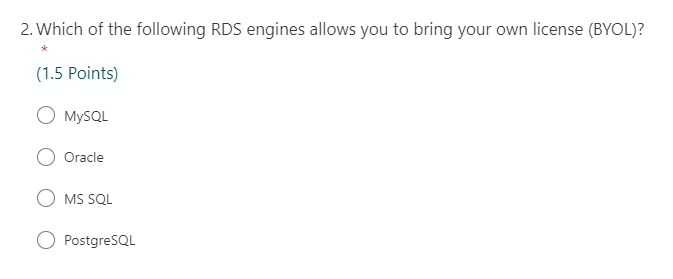 2. Which of the following RDS engines allows you to bring your own license (BYOL)?
*
(1.5 Points)
MySQL
Oracle
MS SQL
PostgreSQL